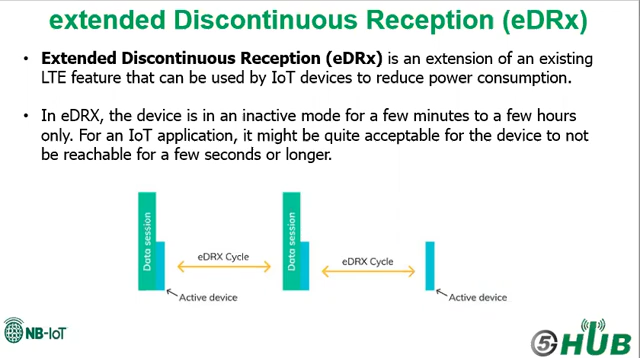 extended Discontinuous Reception (eDRx)
• Extended Discontinuous Reception (eDRx) is an extension of an existing
LTE feature that can be used by IoT devices to reduce power consumption.
• In eDRX, the device is in an inactive mode for a few minutes to a few hours
only. For an IoT application, it might be quite acceptable for the device to not
be reachable for a few seconds or longer.
Data session
eDRX Cycle
Active device
Data session
eDRX Cycle
Active device
NB-IoT
5G HUB